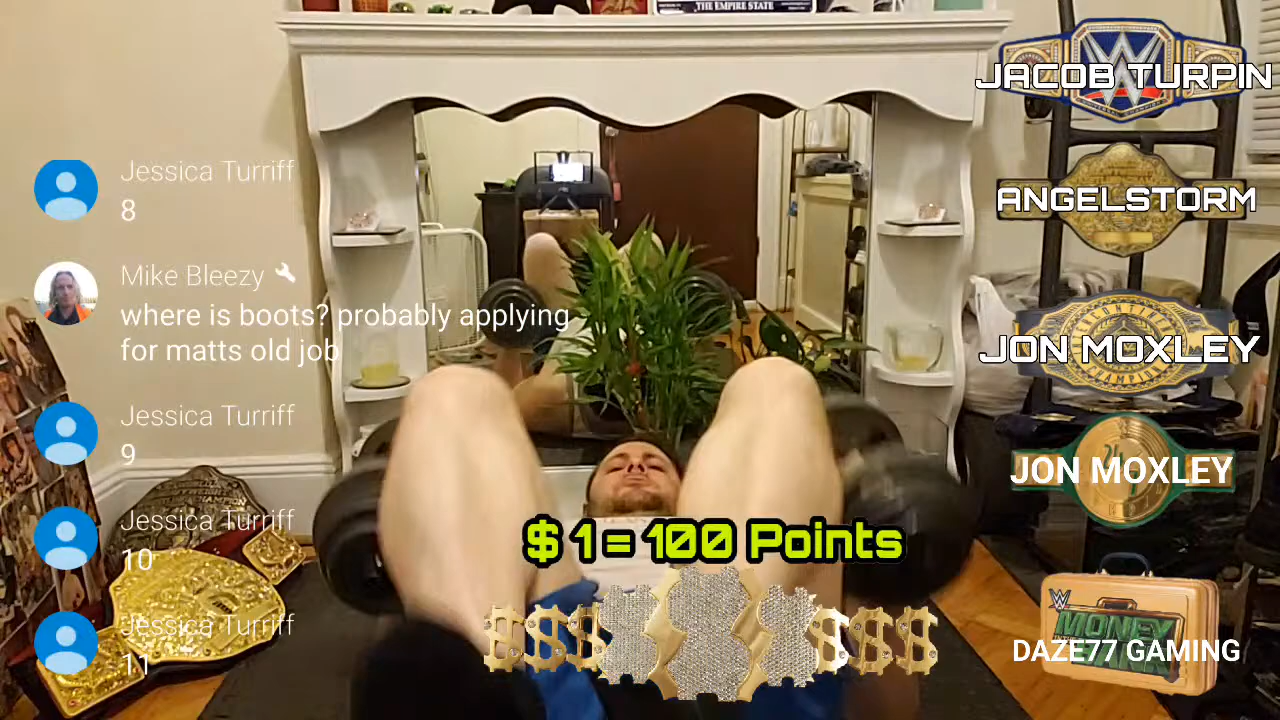 THE EMPIRE STATE
Jessica Turriff
8
Mike Bleezy
where is boots? probably applying
for matts old job
Jessica Turriff
9
Jessica Turriff
10
Jessica Turriff
11
$ 1 = 100 Points
$$$ $$$
JACOB TURPIN
ANGELSTORM
JON MOXLEY
JON MOXLEY
24
W
MONEY
DAZE77 GAMING